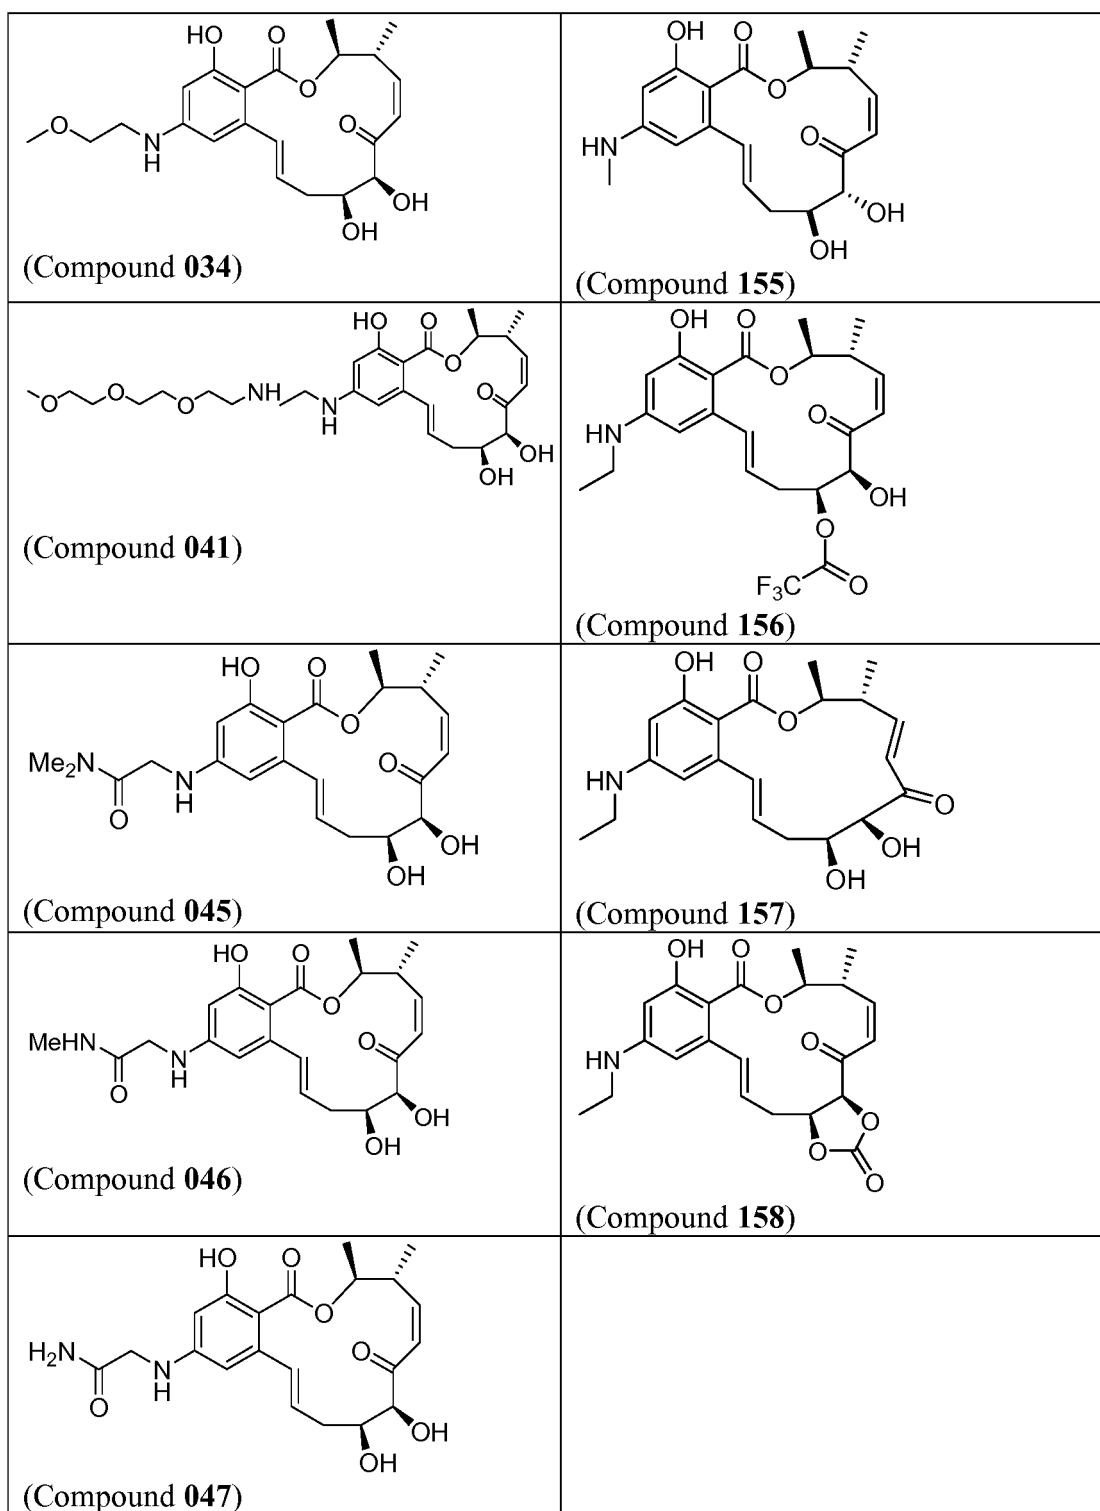 HO O
O
O
O N
H
OH
OH
(Compound 034)
OH O
O
O
HN
OH
OH
(Compound 155)
HO O
O
O O O NH N
H
O
OH
OH
(Compound 041)
OH O
O
O
HN
OH
O
F3C O
(Compound 156)
HO O
O
Me2N N
H
O
O
OH
OH
(Compound 045)
OH O
O
HN
O
OH
OH
(Compound 157)
HO O
O
MeHN N
H
O
O
OH
OH
(Compound 046)
OH O
O
O
HN
O
O
O
(Compound 158)
HO O
O
H2N N
H
O
O
OH
OH
(Compound 047)